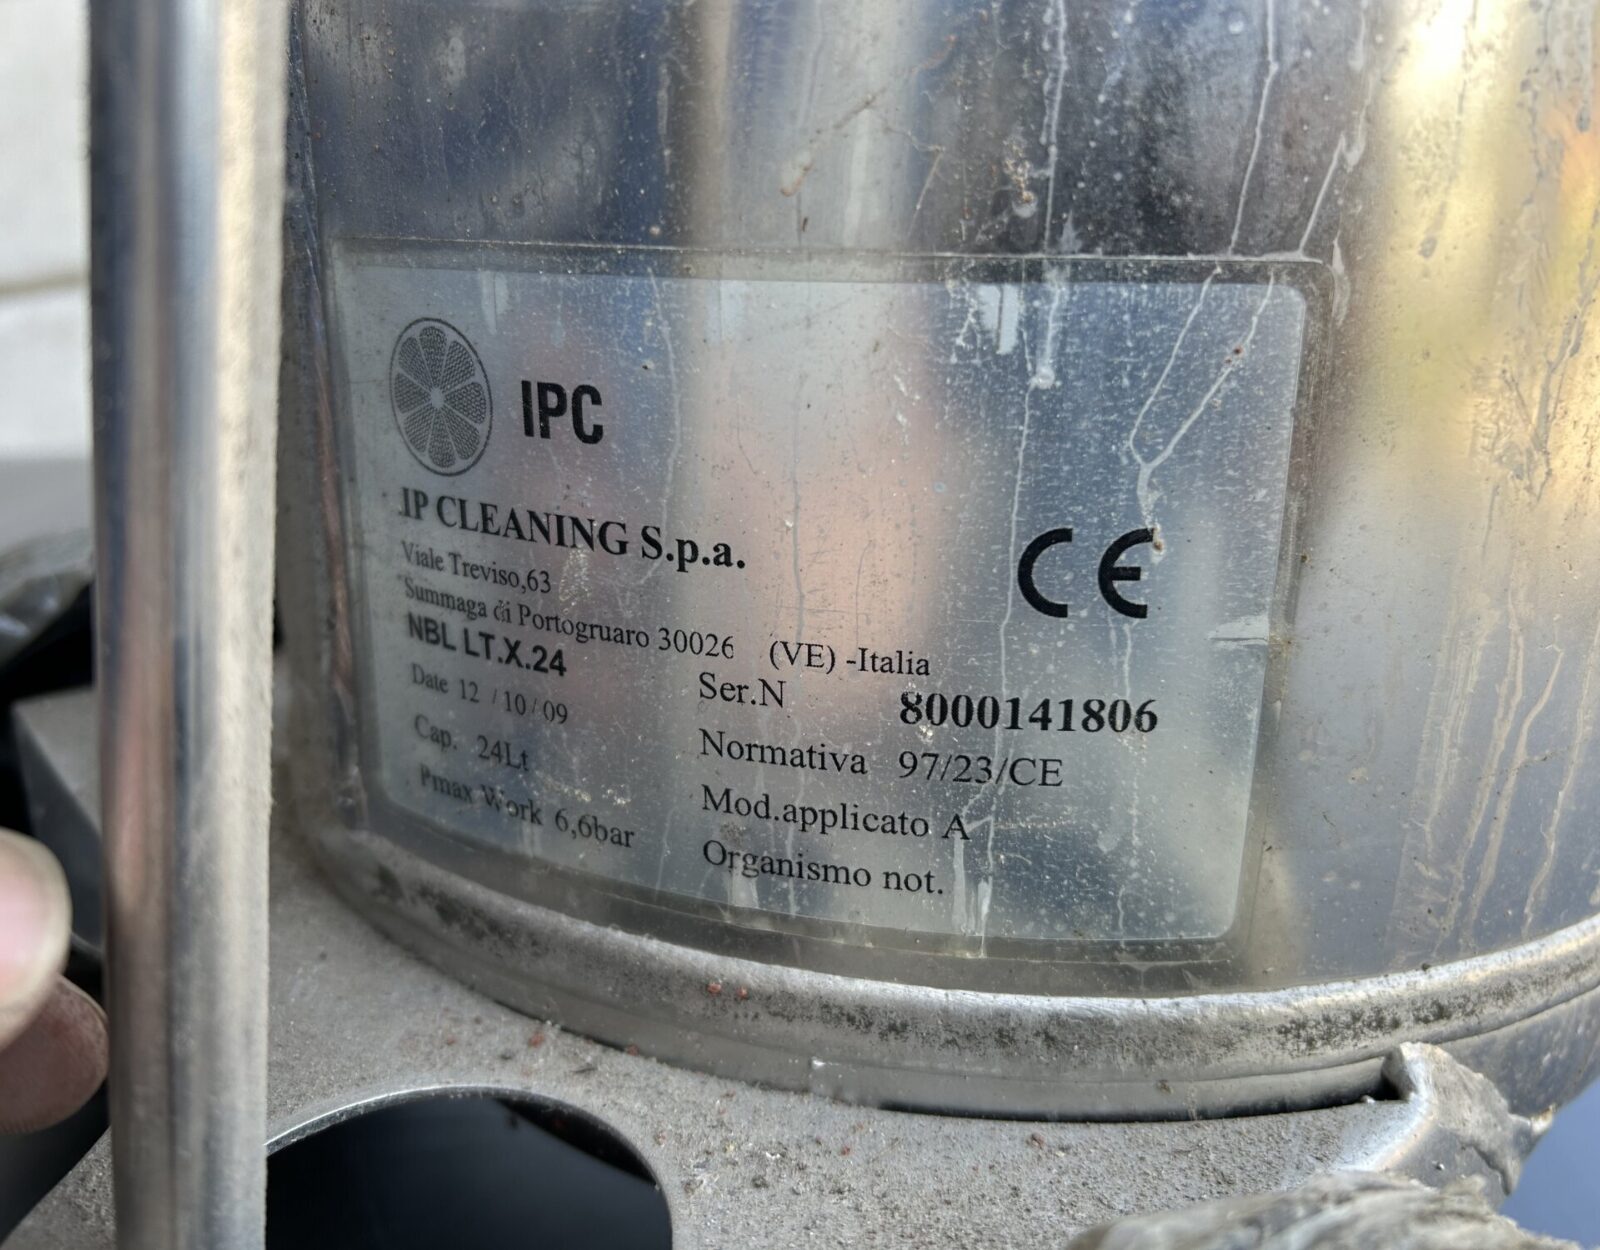 IPC
IP CLEANING S.p.a.
Viale Treviso,63
Summaga di Portogruaro 30026 (VE) -Italia
NBL LT.X.24
Date 12 / 10 / 09
Cap. 24Lt
Pmax Work 6,6bar
CE
Ser.N 8000141806
Normativa 97/23/CE
Mod.applicato A
Organismo not.